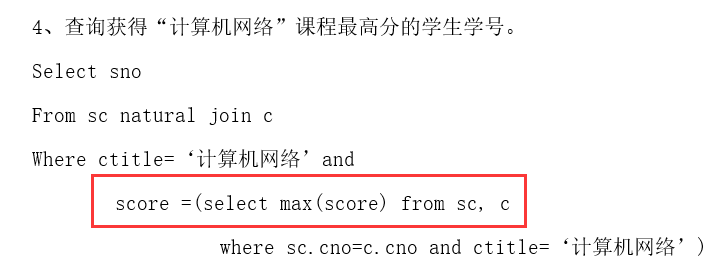 4、查询获得“计算机网络”课程最高分的学生学号。
Select sno
From sc natural join c
Where ctitle=‘计算机网络’and
score =(select max(score) from sc, c
where sc.cno=c.cno and ctitle=‘计算机网络’)